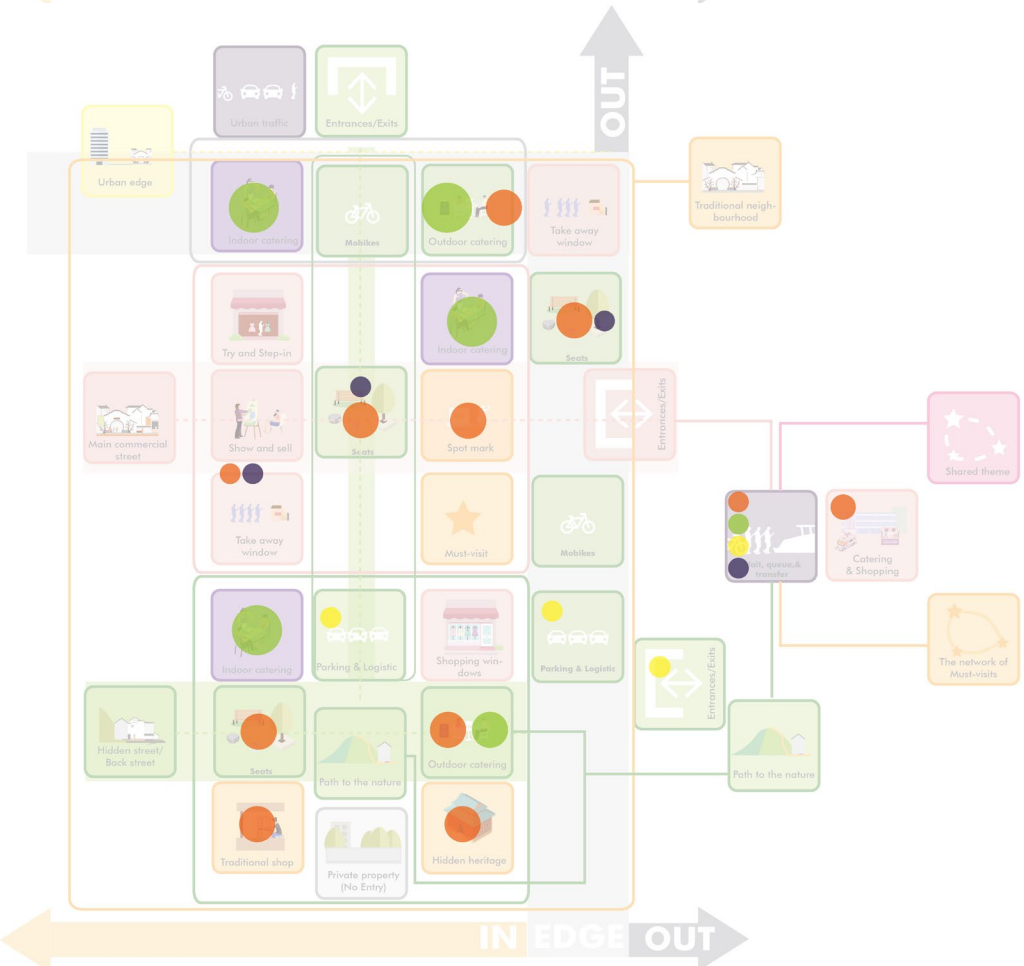 OUT
Urban traffic
Entrances/Exits
Urban edge
Traditional neigh-
bourhood
Indoor catering
Mobikes
Outdoor catering
Take away
window
Try and Step-in
Indoor catering
Seats
Main commercial
street
Show and sell
Seats
Spot mark
Entrances/Exits
Shared theme
Take away
window
Must-visit
Mobikes
queue,&
transfer
Catering
& Shopping
Indoor catering
Parking & Logistic
Shopping win-
dows
Parking & Logistic
Entrances/Exits
The network of
Must-visits
Hidden street/
Back street
Seats
Path to the nature
Outdoor catering
Path to the nature
Traditional shop
Private property
(No Entry)
Hidden heritage
IN EDGE OUT